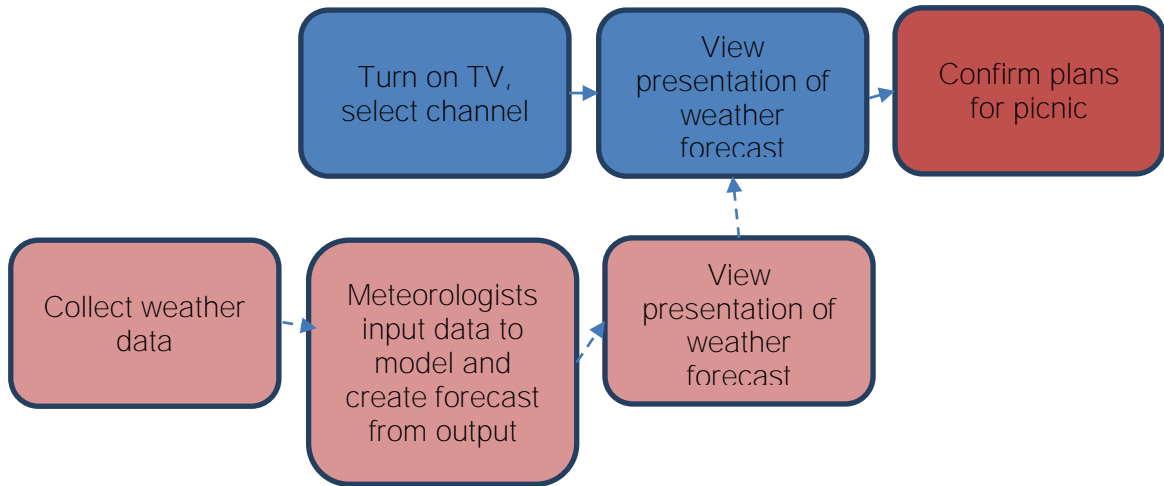 Turn on TV,
select channel
View
presentation of
weather
forecast
Confirm plans
for picnic
Collect weather
data
Meteorologists
input data to
model and
create forecast
from output
View
presentation of
weather
forecast